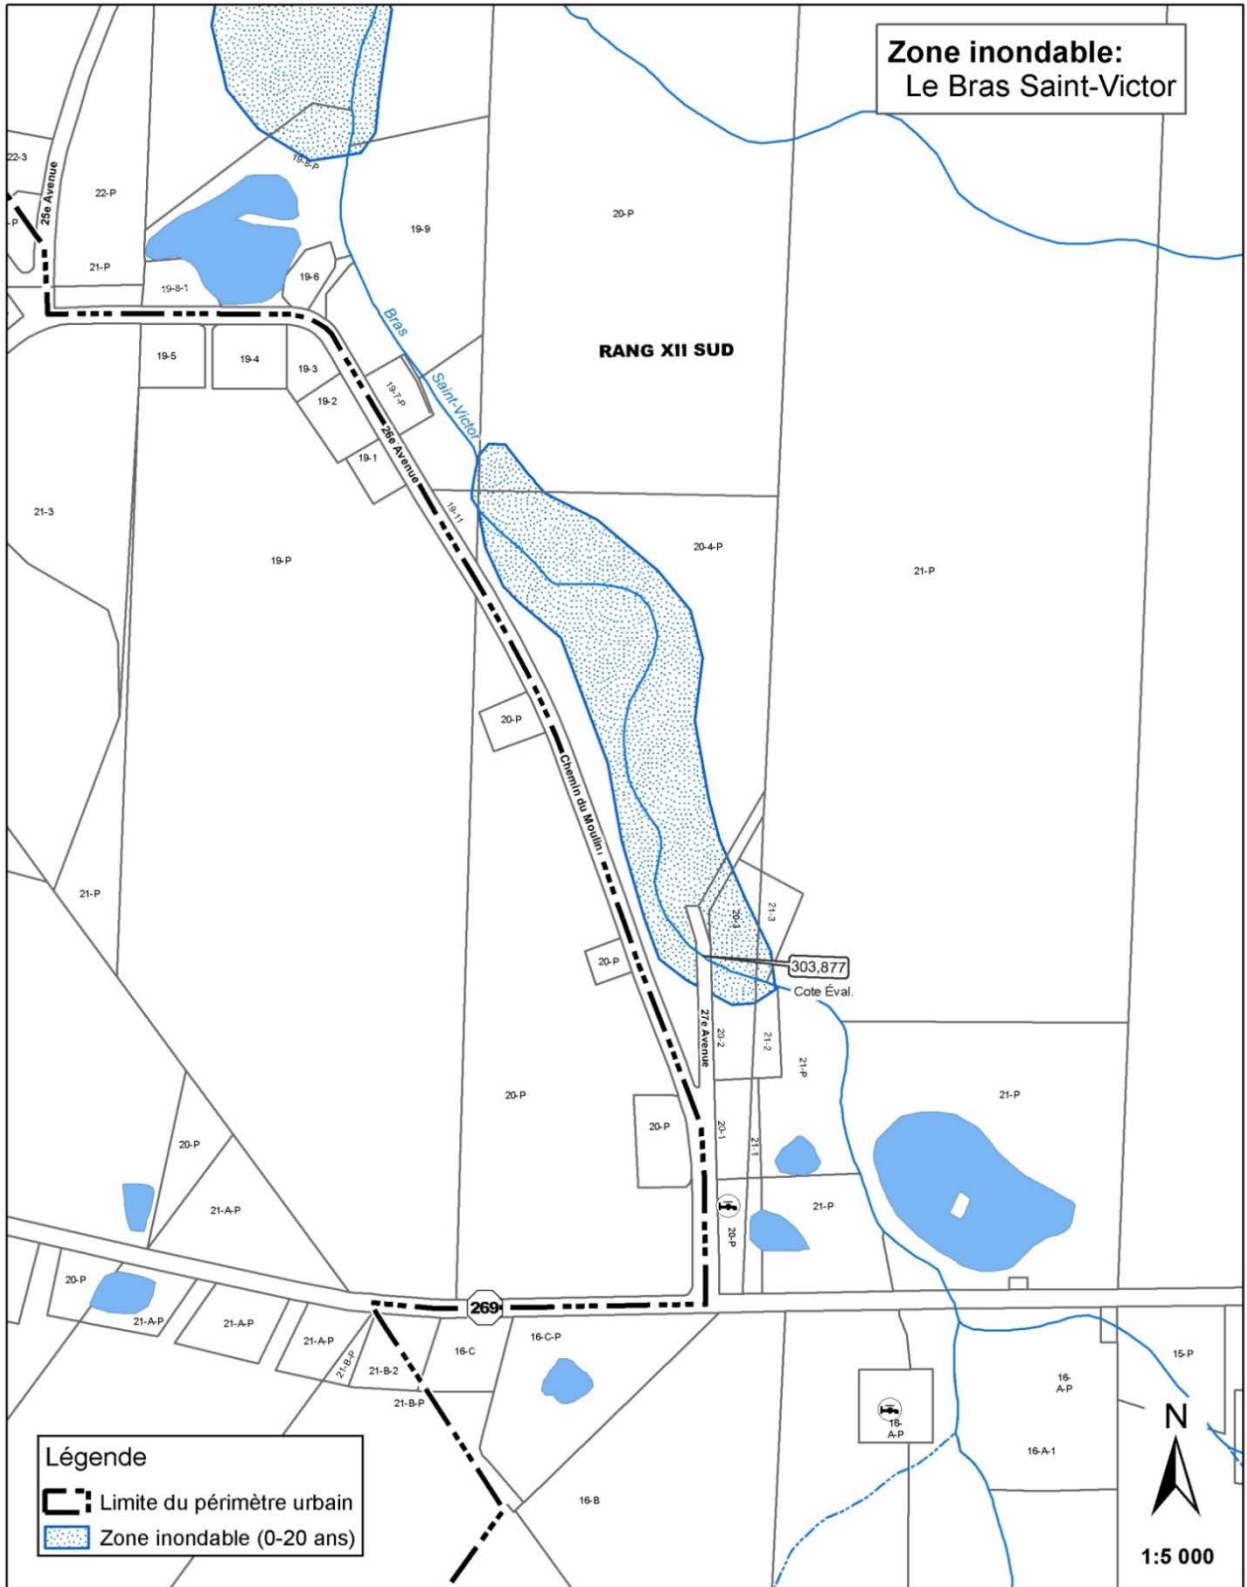 Zone inondable:
Le Bras Saint-Victor
22-3
25e Avenue
22-P
19-8-P
-P
19-9
20-P
21-P
19-6
19-8-1
Bras
Saint-Victor
RANG XII SUD
19-5
19-4
19-3
19-2
19-7-P
26e Avenue
19-1
19-11
21-3
19-P
20-4-P
21-P
20-P
Chemin du Moulin
21-P
20-3
21-3
20-P
303,877
Cote Éval.
27e Avenue
20-2
21-2
21-P
20-P
21-P
20-P
20-1
21-1
20-P
21-A-P
21-P
20-P
20-P
21-A-P
21-A-P
269
21-A-P
21-B-P
21-B-2
16-C
16-C-P
21-B-P
15-P
16-
A-P
16-
A-P
16-A-1
16-B
N
1:5 000
Légende
Limite du périmètre urbain
Zone inondable (0-20 ans)